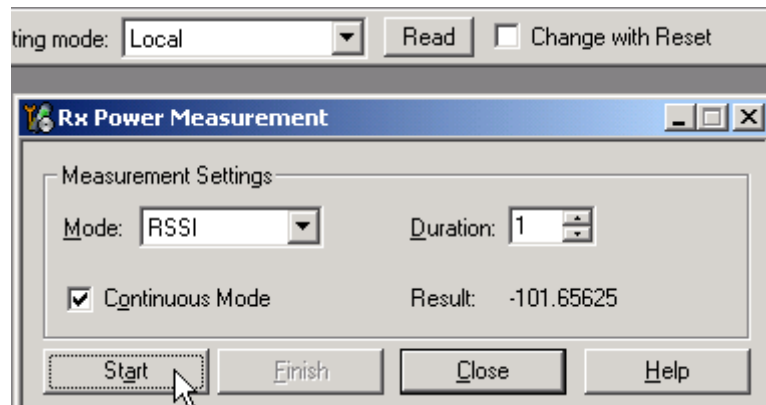 ting mode: Local Read Change with Reset
Rx Power Measurement
Measurement Settings
Mode: RSSI Duration: 1
Continuous Mode Result: -101.65625
Start Finish Close Help